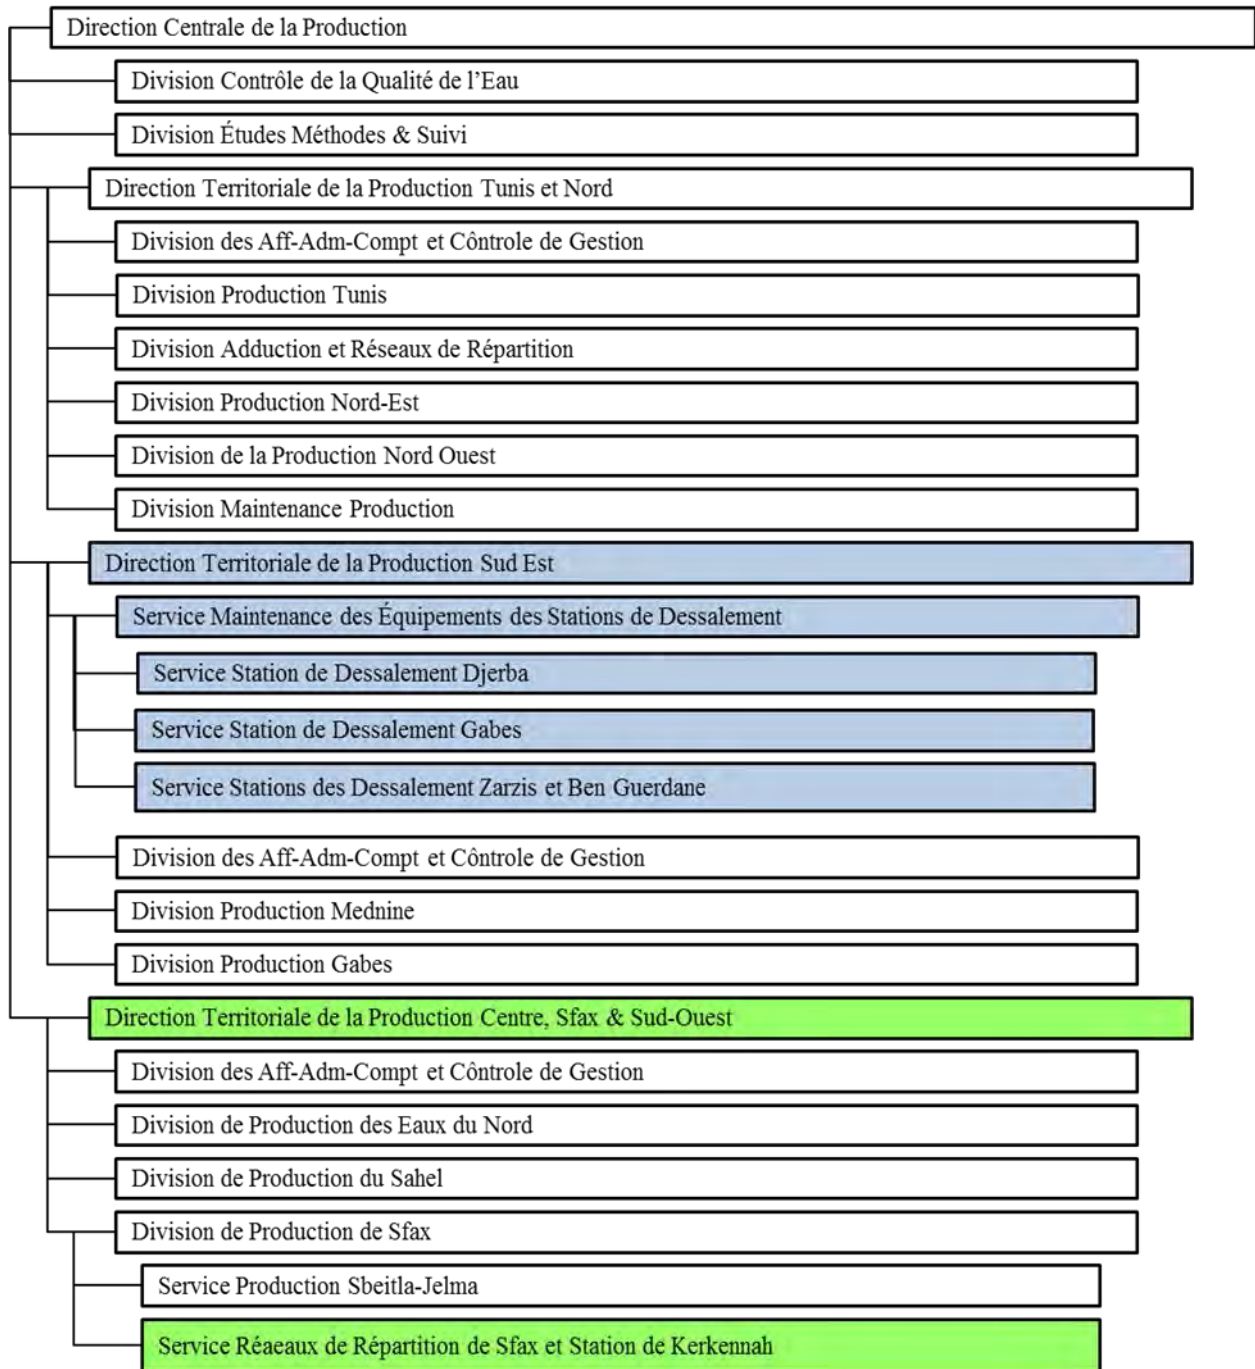 Direction Centrale de la Production
Division Contrôle de la Qualité de l'Eau
Division Études Méthodes & Suivi
Direction Territoriale de la Production Tunis et Nord
Division des Aff-Adm-Compt et Côntrole de Gestion
Division Production Tunis
Division Adduction et Réseaux de Répartition
Division Production Nord-Est
Division de la Production Nord Ouest
Division Maintenance Production
Direction Territoriale de la Production Sud Est
Service Maintenance des Équipements des Stations de Dessalement
Service Station de Dessalement Djerba
Service Station de Dessalement Gabes
Service Stations des Dessalement Zarzis et Ben Guerdane
Division des Aff-Adm-Compt et Côntrole de Gestion
Division Production Mednine
Division Production Gabes
Direction Territoriale de la Production Centre, Sfax & Sud-Ouest
Division des Aff-Adm-Compt et Côntrole de Gestion
Division de Production des Eaux du Nord
Division de Production du Sahel
Division de Production de Sfax
Service Production Sbeitla-Jelma
Service Réaeaux de Répartition de Sfax et Station de Kerkennah